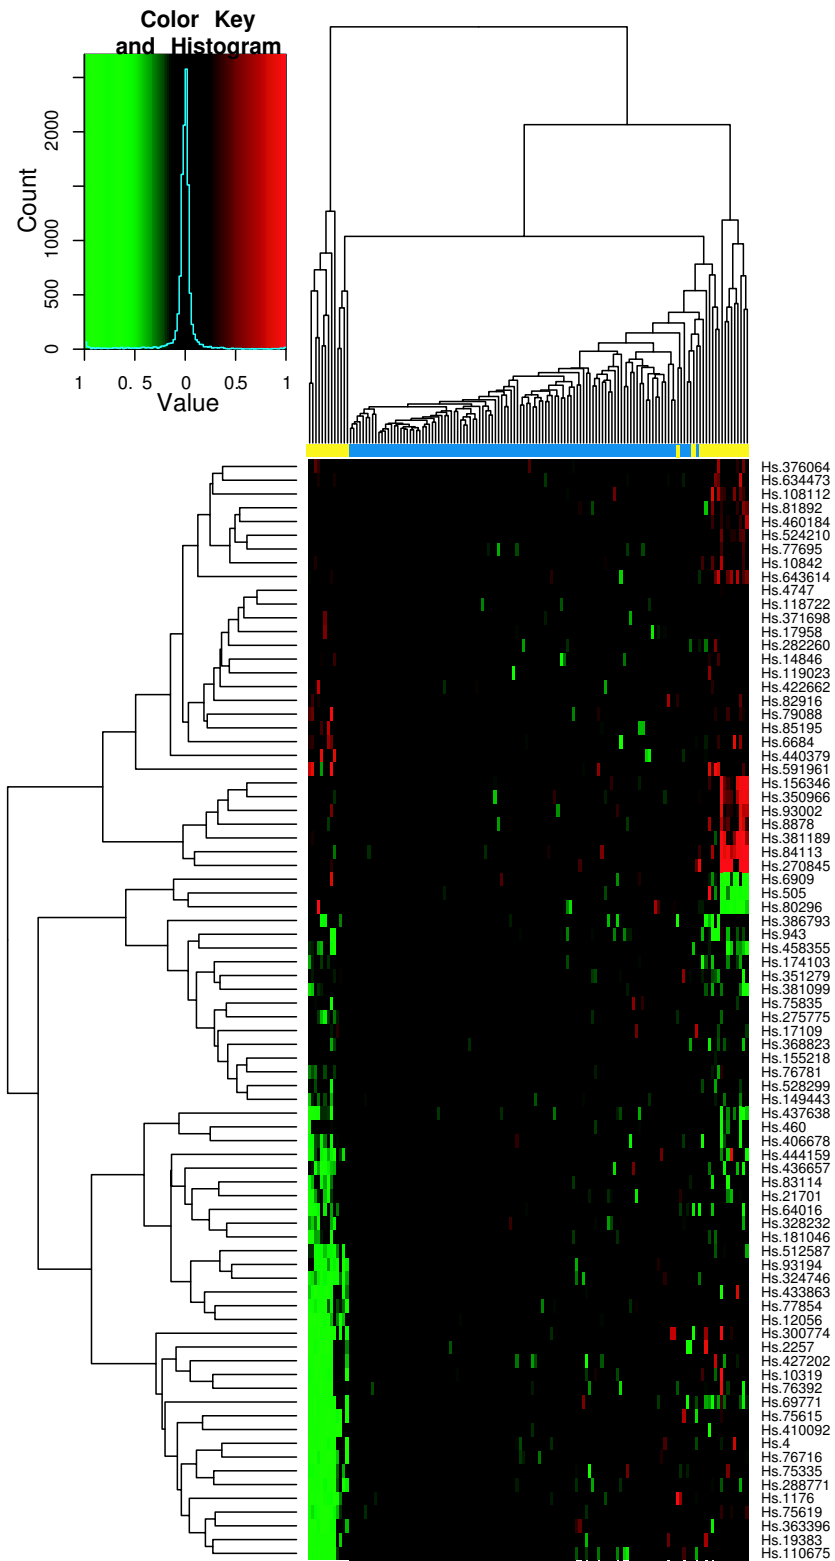 Color Key
and Histogram
Count
0
500
1000
2000
1
0. 5
0
0.5
1
Value
Hs.376064
Hs.634473
Hs.108112
Hs.81892
Hs.460184
Hs.524210
Hs.77695
Hs.10842
Hs.643614
Hs.4747
Hs.118722
Hs.371698
Hs.17958
Hs.282260
Hs.14846
Hs.119023
Hs.422662
Hs.82916
Hs.79088
Hs.85195
Hs.6684
Hs.440379
Hs.591961
Hs.156346
Hs.350966
Hs.93002
Hs.8878
Hs.381189
Hs.84113
Hs.270845
Hs.6909
Hs.505
Hs.80296
Hs.386793
Hs.943
Hs.458355
Hs.174103
Hs.351279
Hs.381099
Hs.75835
Hs.275775
Hs.17109
Hs.368823
Hs.155218
Hs.76781
Hs.528299
Hs.149443
Hs.437638
Hs.460
Hs.406678
Hs.444159
Hs.436657
Hs.83114
Hs.21701
Hs.64016
Hs.328232
Hs.181046
Hs.512587
Hs.93194
Hs.324746
Hs.433863
Hs.77854
Hs.12056
Hs.300774
Hs.2257
Hs.427202
Hs.10319
Hs.76392
Hs.69771
Hs.75615
Hs.410092
Hs.4
Hs.76716
Hs.75335
Hs.288771
Hs.1176
Hs.75619
Hs.363396
Hs.19383
Hs.110675